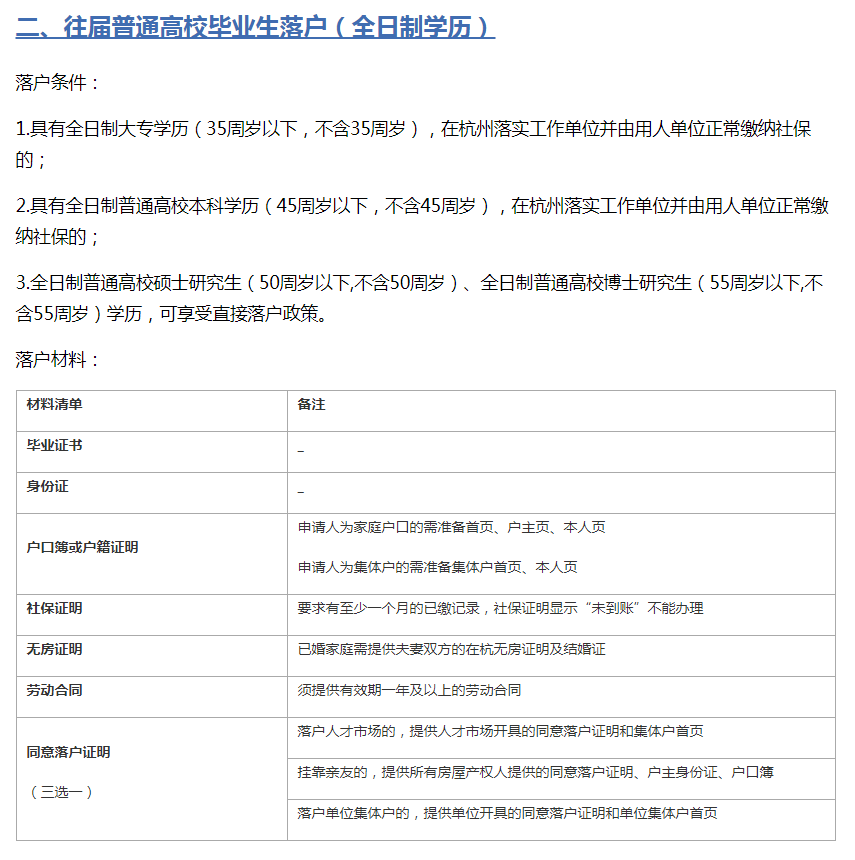 二、往届普通高校毕业生落户（全日制学历）
落户条件：
1.具有全日制大专学历（35周岁以下，不含35周岁），在杭州落实工作单位并由用人单位正常缴纳社保
的；
2.具有全日制普通高校本科学历（45周岁以下，不含45周岁），在杭州落实工作单位并由用人单位正常缴
纳社保的；
3.全日制普通高校硕士研究生（50周岁以下,不含50周岁）、全日制普通高校博士研究生（55周岁以下,不
含55周岁）学历，可享受直接落户政策。
落户材料：
材料清单 备注
毕业证书 –
身份证 –
户口簿或户籍证明
申请人为家庭户口的需准备首页、户主页、本人页
申请人为集体户的需准备集体户首页、本人页
社保证明 要求有至少一个月的已缴记录，社保证明显示“未到账”不能办理
无房证明 已婚家庭需提供夫妻双方的在杭无房证明及结婚证
劳动合同 须提供有效期一年及以上的劳动合同
同意落户证明
（三选一）
落户人才市场的，提供人才市场开具的同意落户证明和集体户首页
挂靠亲友的，提供所有房屋产权人提供的同意落户证明、户主身份证、户口簿
落户单位集体户的，提供单位开具的同意落户证明和单位集体户首页